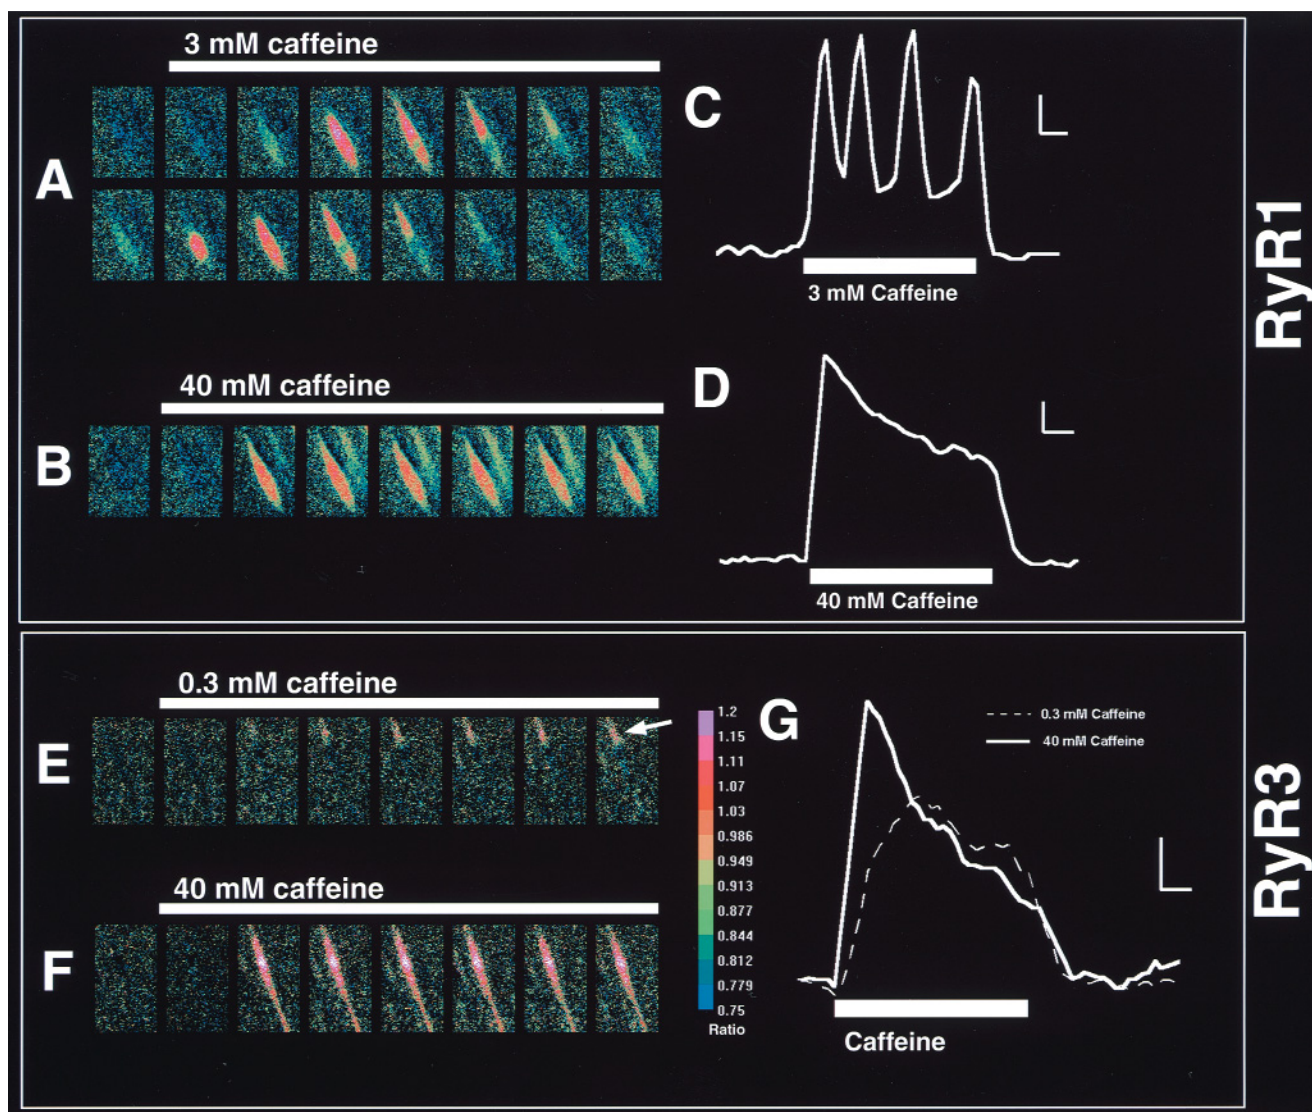 3 mM caffeine
A
C
3 mM Caffeine
RyR1
40 mM caffeine
B
D
40 mM Caffeine
0.3 mM caffeine
E
40 mM caffeine
F
1.2
1.15
1.11
1.07
1.03
0.986
0.949
0.913
0.877
0.844
0.812
0.779
0.75
Ratio
G
0.3 mM Caffeine
40 mM Caffeine
Caffeine
RyR3